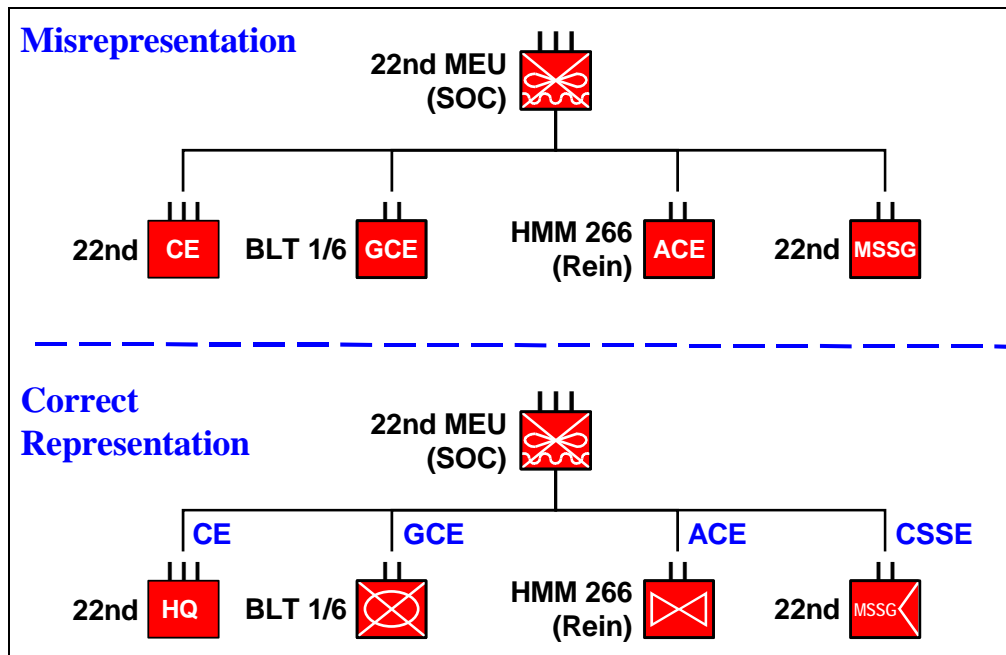 Misrepresentation
22nd MEU
(SOC)
22nd
CE
BLT 1/6
GCE
HMM 266
(Rein)
ACE
22nd
MSSG
Correct
Representation
22nd MEU
(SOC)
CE
GCE
ACE
CSSE
22nd
HQ
BLT 1/6
HMM 266
(Rein)
22nd
MSSG